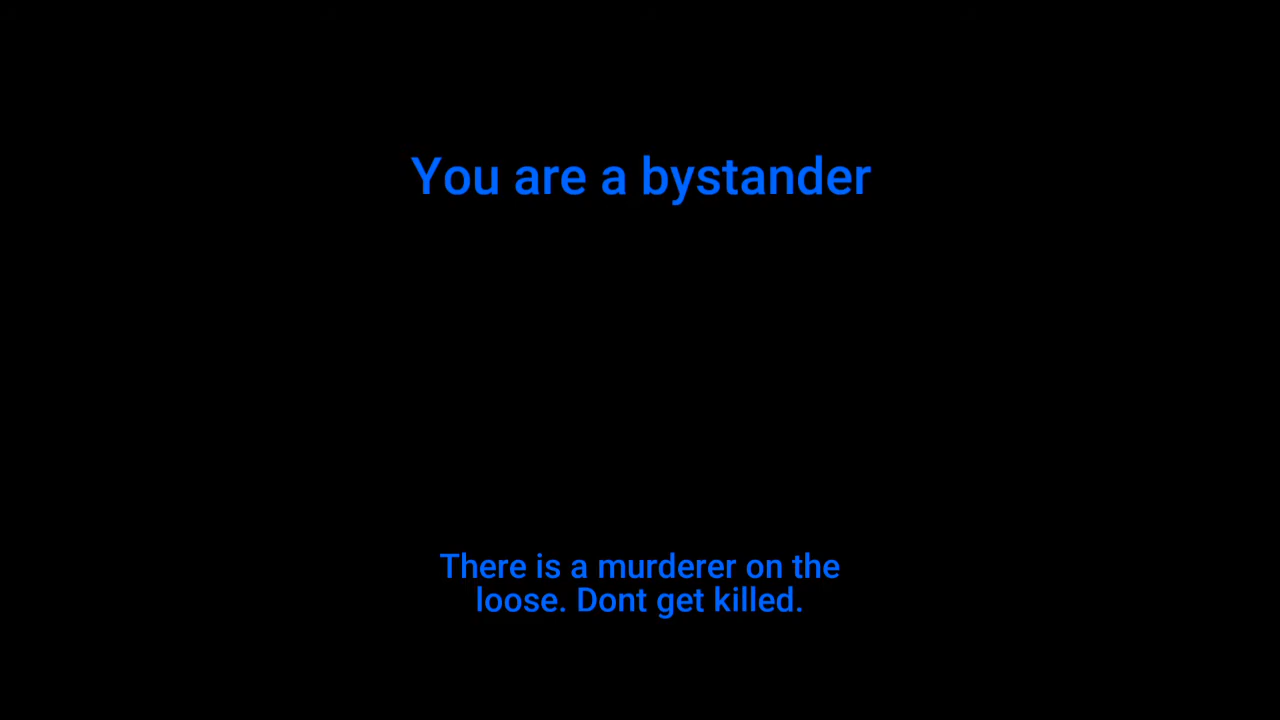 You are a bystander
There is a murderer on the
loose. Dont get killed.